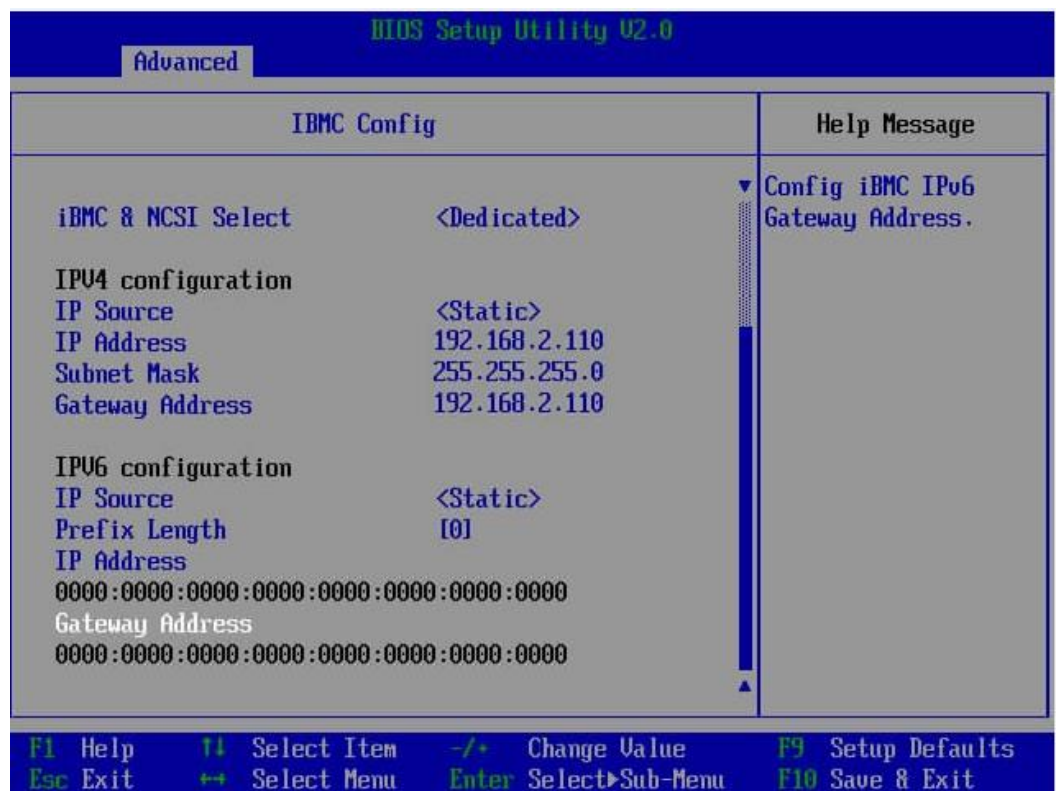 BIOS Setup Utility V2.0
Advanced
IBMC Config
Help Message
iBMC & NCSI Select <Dedicated>
IPV4 configuration
IP Source <Static>
IP Address 192.168.2.110
Subnet Mask 255.255.255.0
Gateway Address 192.168.2.110
IPV6 configuration
IP Source <Static>
Prefix Length [0]
IP Address
0000:0000:0000:0000:0000:0000:0000:0000
Gateway Address
0000:0000:0000:0000:0000:0000:0000:0000
Config iBMC IPv6
Gateway Address.
F1 Help ↑↓ Select Item -/+ Change Value F9 Setup Defaults
Esc Exit ←→ Select Menu Enter Select▶Sub-Menu F10 Save & Exit